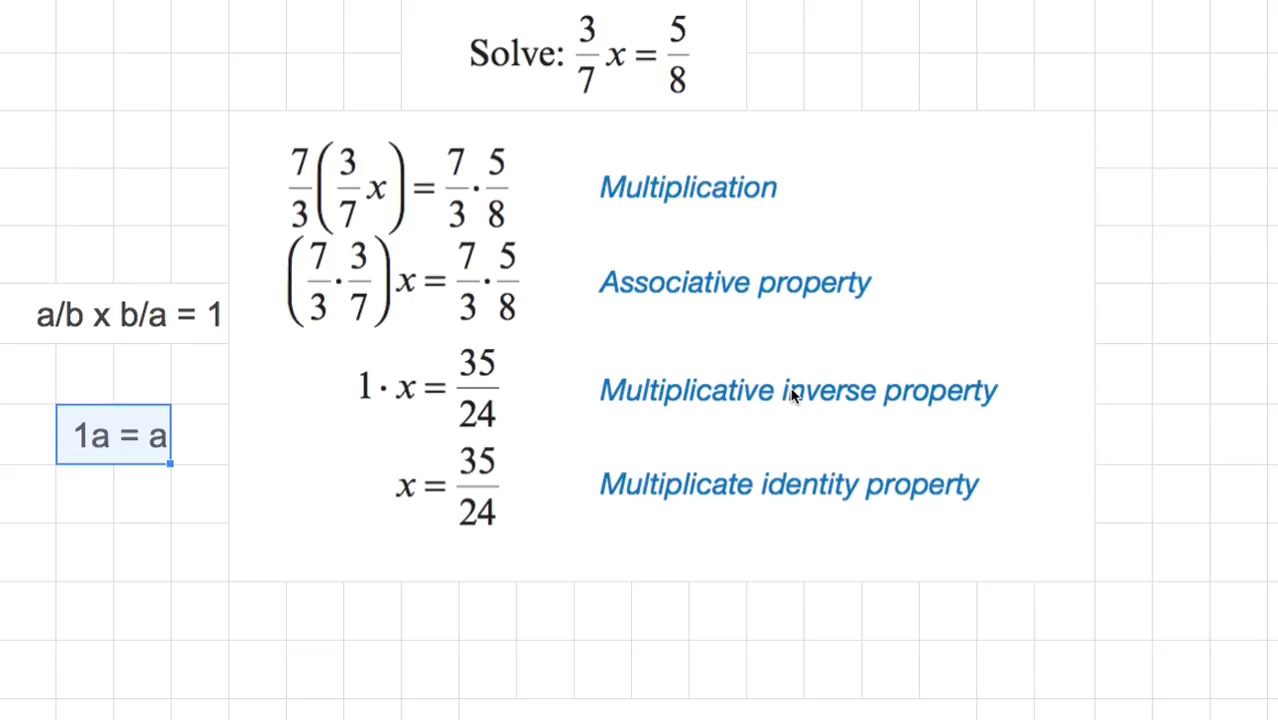 Solve: 3/7 x = 5/8
7/3 (3/7 x) = 7/3 · 5/8 Multiplication
(7/3 · 3/7) x = 7/3 · 5/8 Associative property
a/b x b/a = 1
1 · x = 35/24 Multiplicative inverse property
1a = a
x = 35/24 Multiplicate identity property